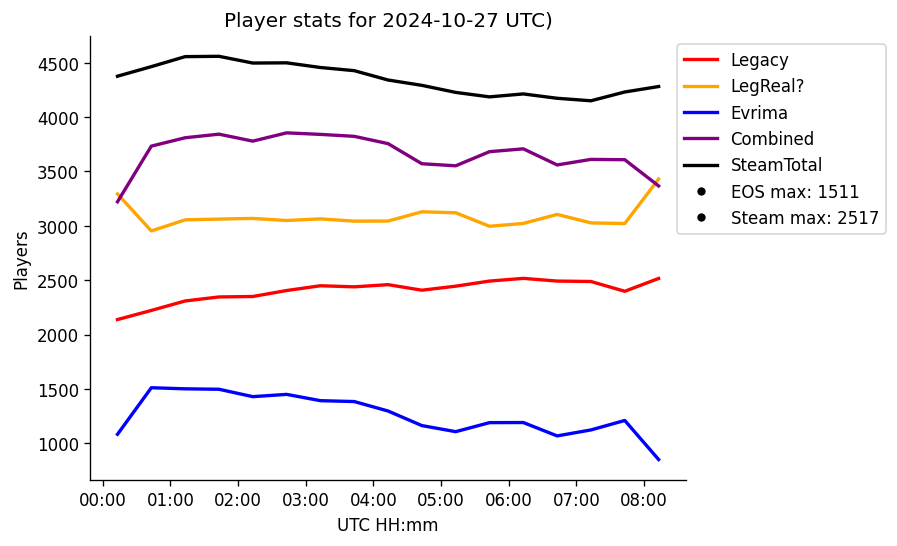 Player stats for 2024-10-27 UTC)
Legacy
LegReal?
Evrima
Combined
SteamTotal
EOS max: 1511
Steam max: 2517
Players
4500
4000
3500
3000
2500
2000
1500
1000
00:00 01:00 02:00 03:00 04:00 05:00 06:00 07:00 08:00
UTC HH:mm